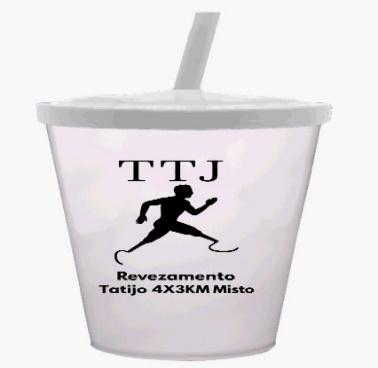 TTJ
Revezamento
Tatijo 4X3KM Misto